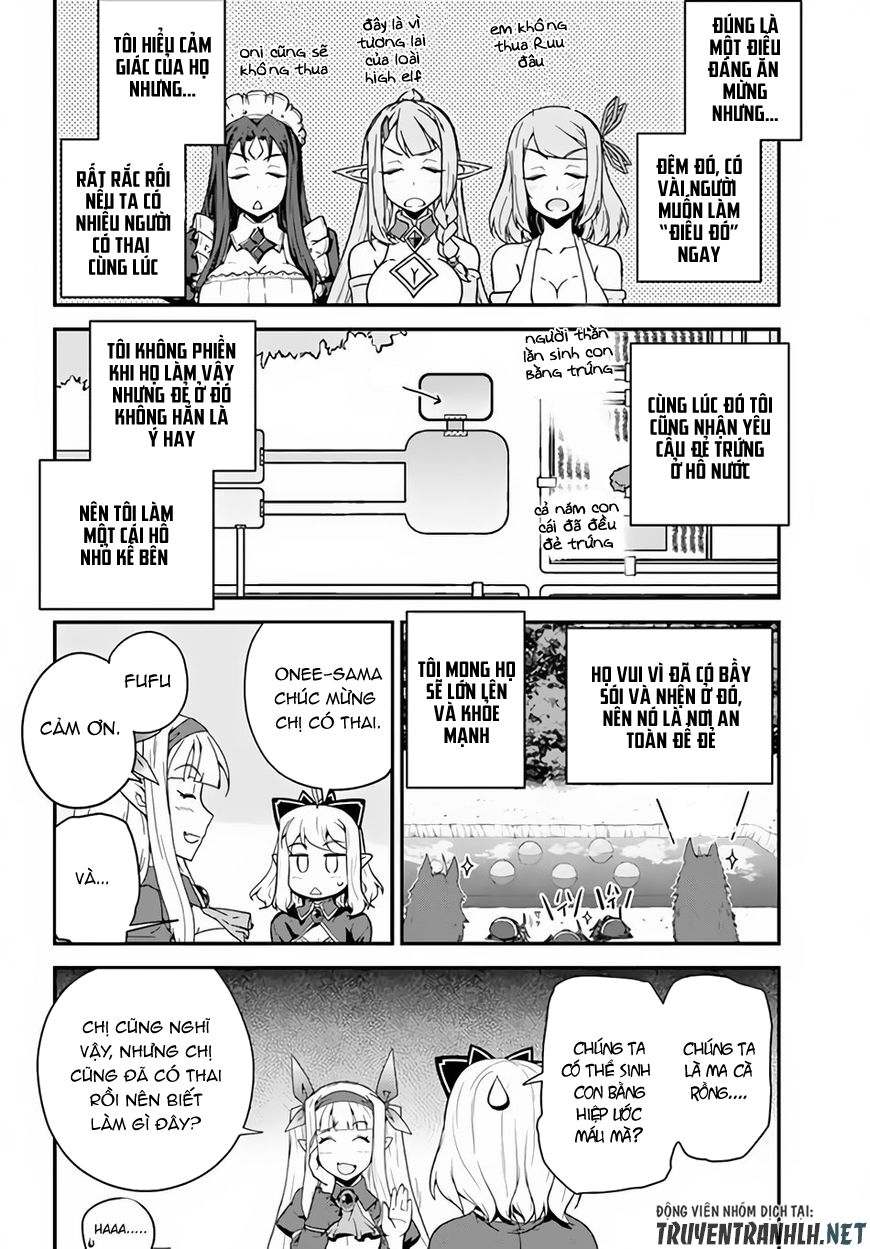 ĐÚNG LÀ
MỘT ĐIỀU
ĐÁNG ĂN
MỪNG
NHƯNG...
ĐÊM ĐÓ, CÓ
VÀI NGƯỜI
MUỐN LÀM
“ĐIỀU ĐÓ”
NGAY
em không
thua Ruu
đâu
đây là vì
tương lai
của loài
high elf
oni cũng sẽ
không thua
TÔI HIỂU CẢM
GIÁC CỦA HỌ
NHƯNG...
RẤT RẮC RỐI
NẾU TA CÓ
NHIỀU NGƯỜI
CÓ THAI
CÙNG LÚC
CÙNG LÚC ĐÓ TÔI
CŨNG NHẬN YÊU
CẦU ĐẺ TRỨNG
Ở HỒ NƯỚC
người thằn
lằn sinh con
bằng trứng
cả năm con
cái đã đều
đẻ trứng
TÔI KHÔNG PHIỀN
KHI HỌ LÀM VẬY
NHƯNG ĐẺ Ở ĐÓ
KHÔNG HẲN LÀ
Ý HAY
NÊN TÔI LÀM
MỘT CÁI HỒ
NHỎ KẾ BÊN
HỌ VUI VÌ ĐÃ CÓ BẦY
SÓI VÀ NHỆN Ở ĐÓ,
NÊN NÓ LÀ NƠI AN
TOÀN ĐỂ ĐẺ
TÔI MONG HỌ
SẼ LỚN LÊN
VÀ KHỎE
MẠNH
ONEE-SAMA
CHÚC MỪNG
CHỊ CÓ THAI.
FUFU
CẢM ƠN.
VÀ...
CHÚNG TA
LÀ MA CÀ
RỒNG....
CHÚNG TA
CÓ THỂ SINH
CON BẰNG
HIỆP ƯỚC
MÁU MÀ?
CHỊ CŨNG NGHĨ
VẬY, NHƯNG CHỊ
CŨNG ĐÃ CÓ THAI
RỒI NÊN BIẾT
LÀM GÌ ĐÂY?
HAAA.....
ĐỘNG VIÊN NHÓM DỊCH TẠI:
TRUYENTRANHLH.NET